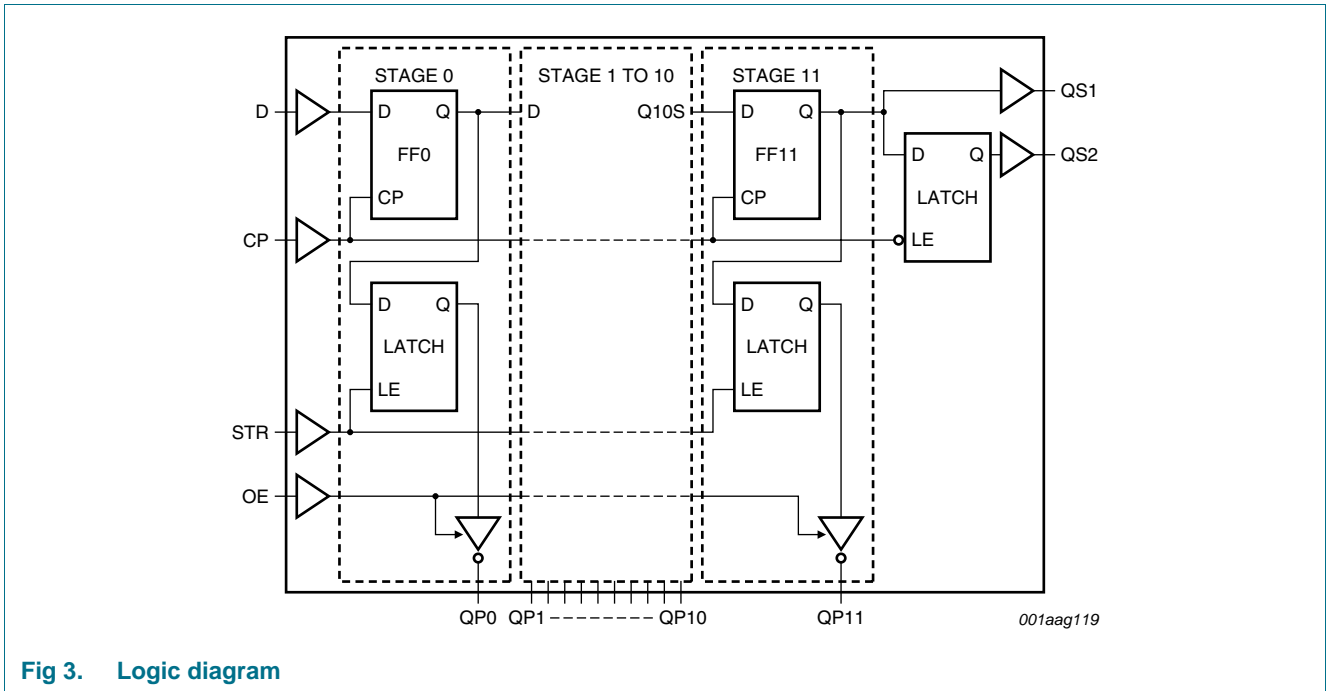 STAGE 0 STAGE 1 TO 10 STAGE 11
QS1
D D Q D Q10S D Q
FF0 FF11 D Q QS2
CP CP LATCH
CP LE
D Q D Q
LATCH LATCH
LE LE
STR
OE
QP0 QP1 QP10 QP11 001aag119
Fig 3. Logic diagram